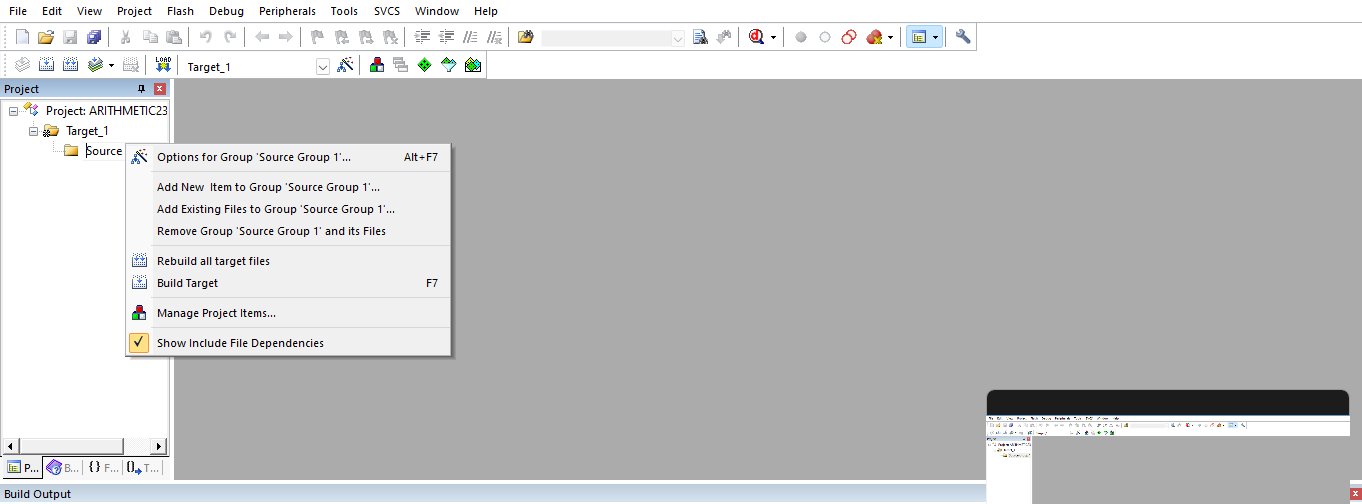 File Edit View Project Flash Debug Peripherals Tools SVCS Window Help
LOAD
Target_1
Project
Project: ARITHMETIC23
Target_1
Source
Options for Group 'Source Group 1'... Alt+F7
Add New Item to Group 'Source Group 1'...
Add Existing Files to Group 'Source Group 1'...
Remove Group 'Source Group 1' and its Files
Rebuild all target files
Build Target F7
Manage Project Items...
Show Include File Dependencies
P... B... {} F... {} T...
Build Output